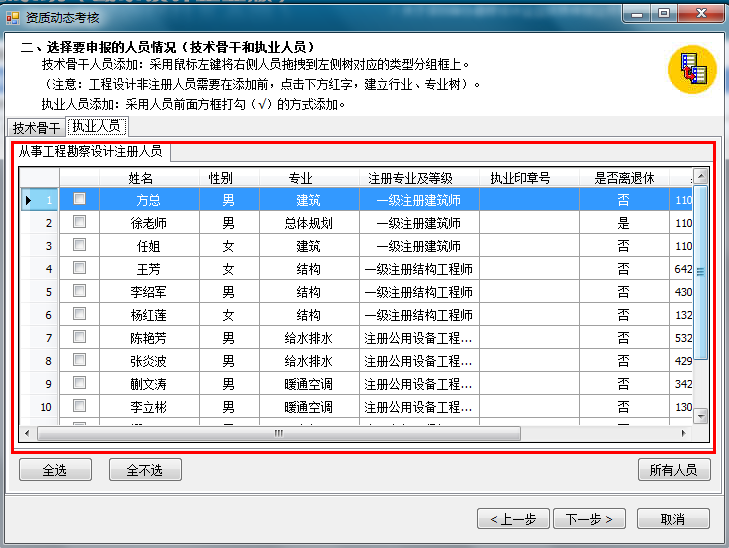 资质动态考核
二、选择要申报的人员情况（技术骨干和执业人员）
技术骨干人员添加：采用鼠标左键将右侧人员拖拽到左侧树对应的类型分组框上。
（注意：工程设计非注册人员需要在添加前，点击下方红字，建立行业、专业树）。
执业人员添加：采用人员前面方框打勾（√）的方式添加。
技术骨干 执业人员
从事工程勘察设计注册人员
姓名 性别 专业 注册专业及等级 执业印章号 是否离退休
1 方总 男 建筑 一级注册建筑师 否 110
2 徐老师 男 总体规划 一级注册建筑师 是 110
3 任姐 女 建筑 一级注册建筑师 否 110
4 王芳 女 结构 一级注册结构工程师 否 642
5 李绍军 男 结构 一级注册结构工程师 否 430
6 杨红莲 女 结构 一级注册结构工程师 否 132
7 陈艳芳 男 给水排水 注册公用设备工程... 否 532
8 张炎波 男 给水排水 注册公用设备工程... 否 429
9 蒯文涛 男 暖通空调 注册公用设备工程... 否 342
10 李立彬 男 暖通空调 注册公用设备工程... 否 130
全选 全不选 所有人员
< 上一步 下一步 > 取消